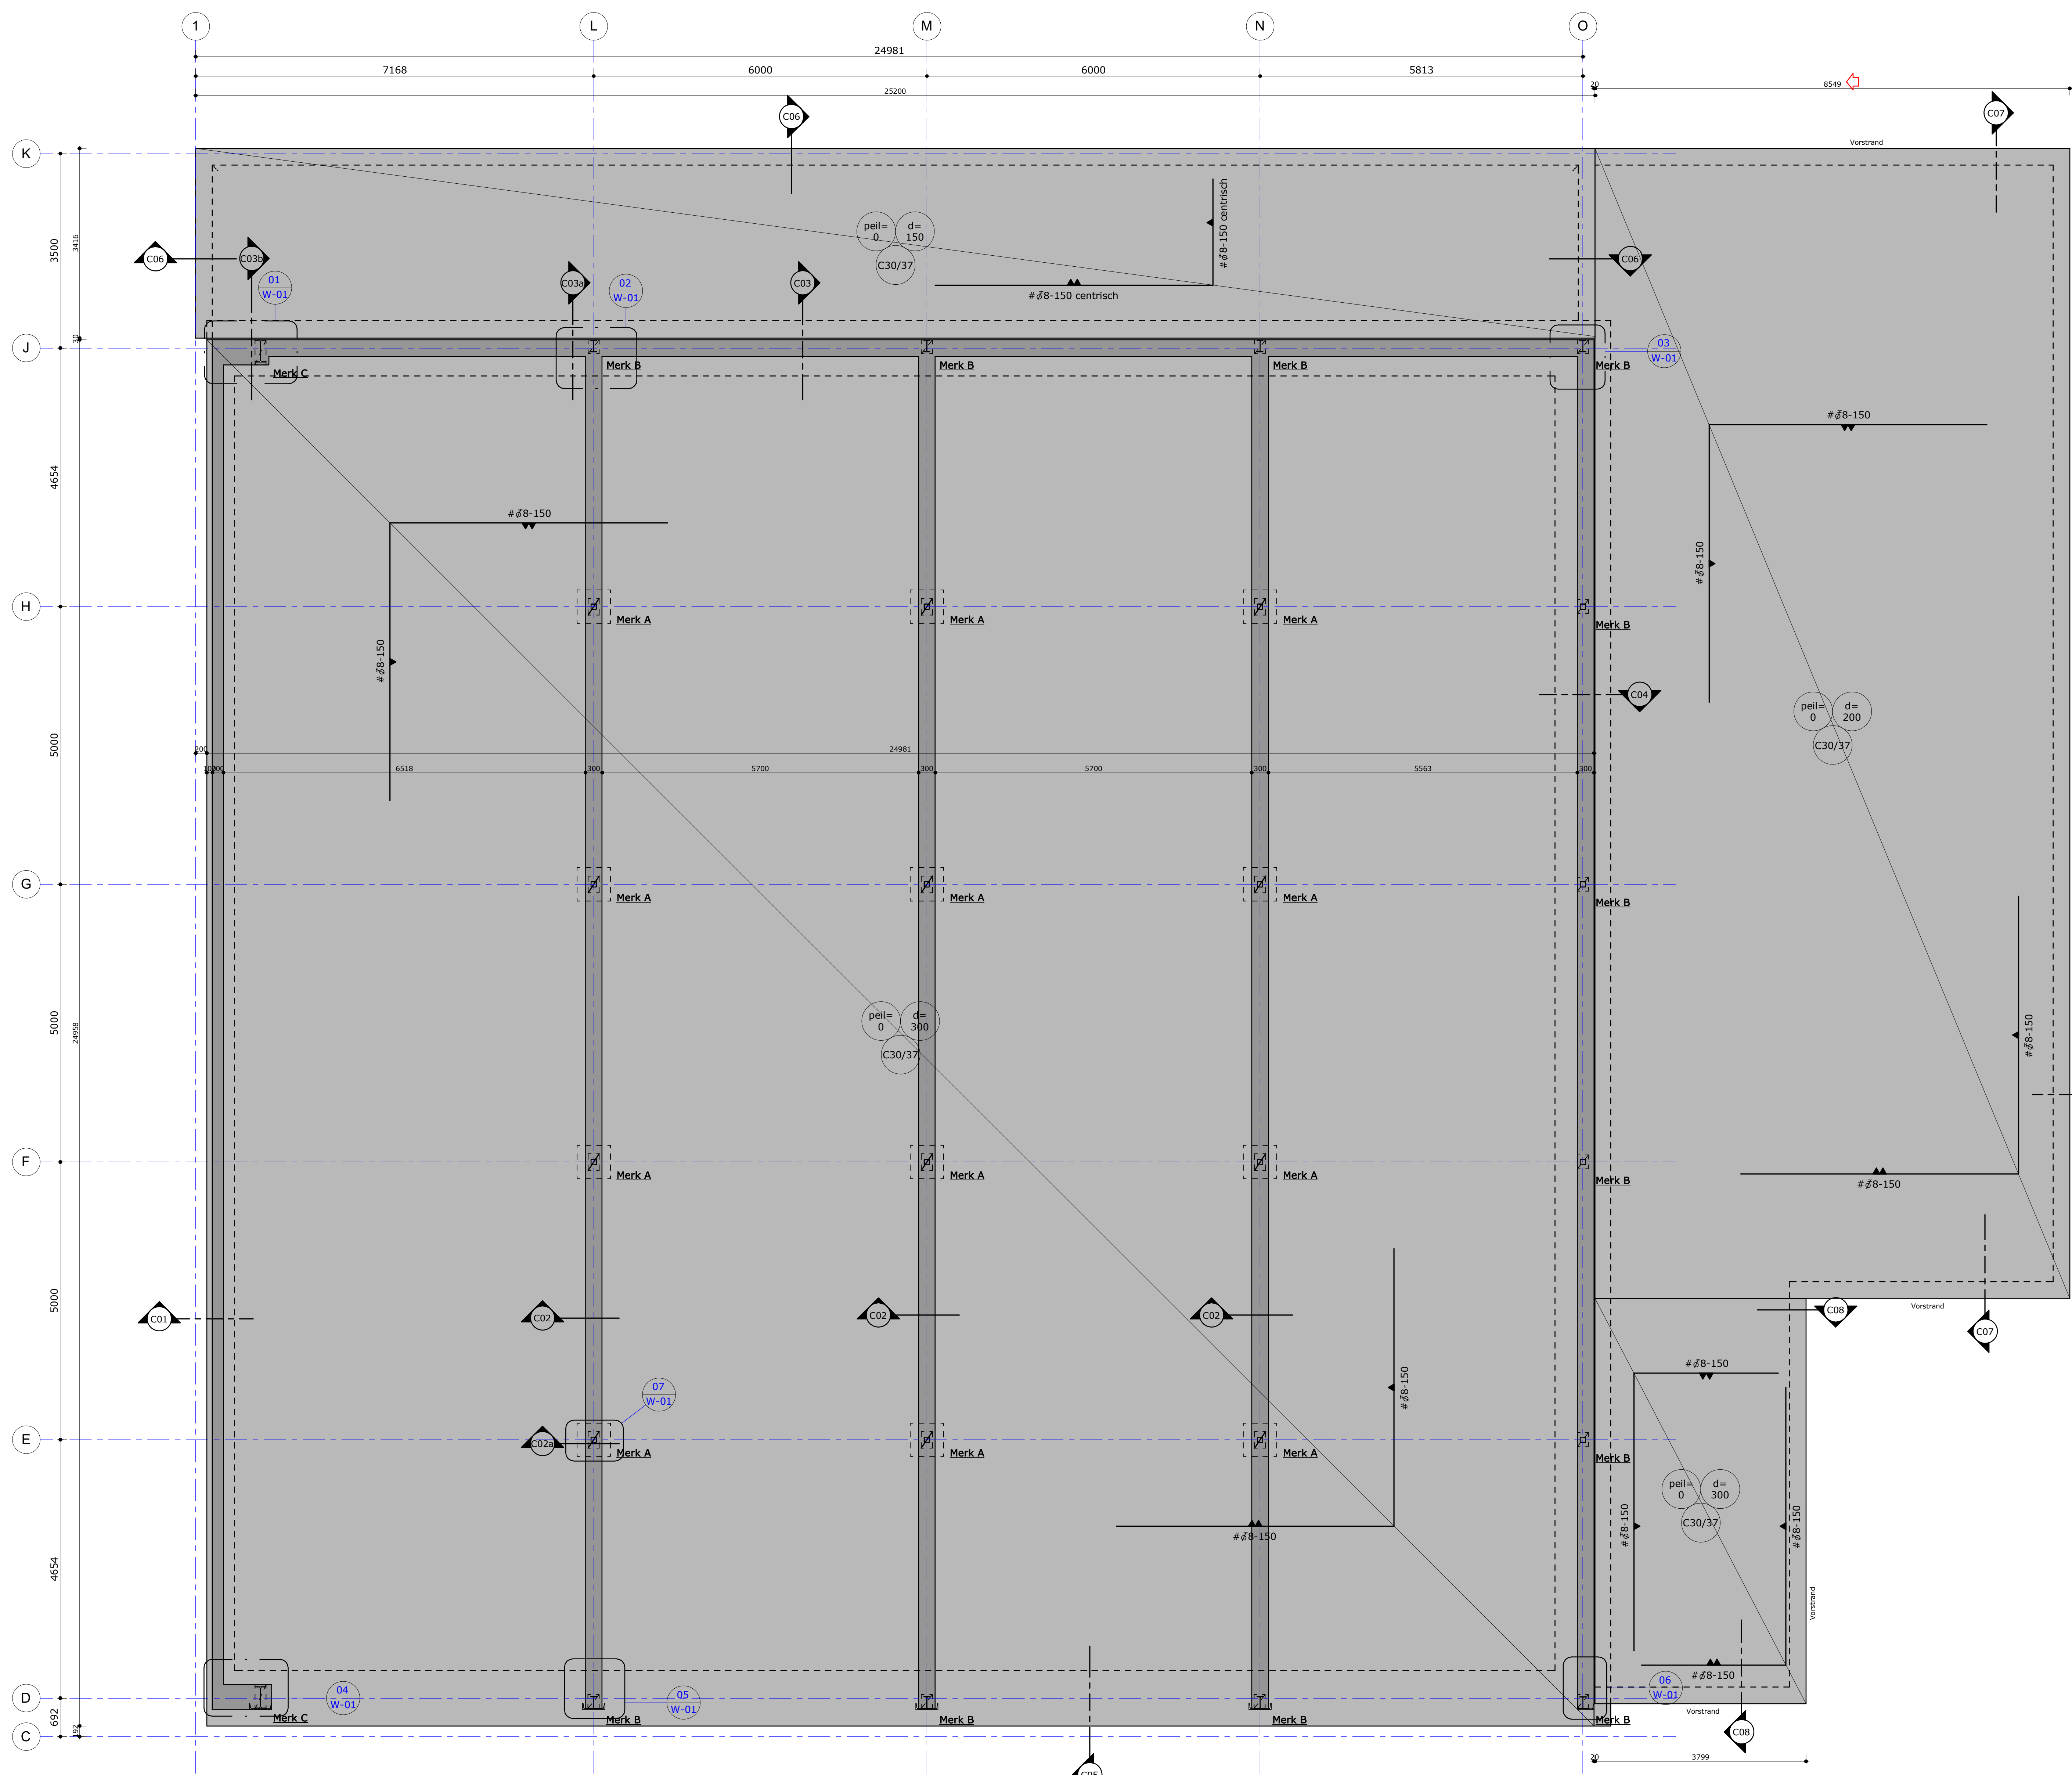 1
L
M
N
O
24981
7168
6000
6000
5813
25200
20
8549
C06
C07
K
Vorstrand
3500
3416
peil=
0
d=
150
C30/37
#⌀8-150 centrisch
#⌀8-150 centrisch
C06
C03b
C03a
C03
C06
01
W-01
02
W-01
30
J
03
W-01
Merk C
Merk B
Merk B
Merk B
Merk B
#⌀8-150
4654
#⌀8-150
#⌀8-150
#⌀8-150
H
Merk A
Merk A
Merk A
Merk B
C04
peil=
0
d=
200
C30/37
5000
200
24981
6518
300
5700
300
5700
300
5563
300
G
Merk A
Merk A
Merk A
Merk B
5000
24958
peil=
0
d=
300
C30/37
#⌀8-150
F
Merk A
Merk A
Merk A
Merk B
#⌀8-150
5000
C01
C02
C02
C02
C08
Vorstrand
C07
#⌀8-150
#⌀8-150
07
W-01
E
C02a
Merk A
Merk A
Merk A
Merk B
peil=
0
d=
300
C30/37
#⌀8-150
#⌀8-150
#⌀8-150
4654
Vorstrand
#⌀8-150
D
04
W-01
05
W-01
06
W-01
Merk C
Merk B
Merk B
Merk B
Merk B
Vorstrand
692
192
C
C08
20
3799
C05